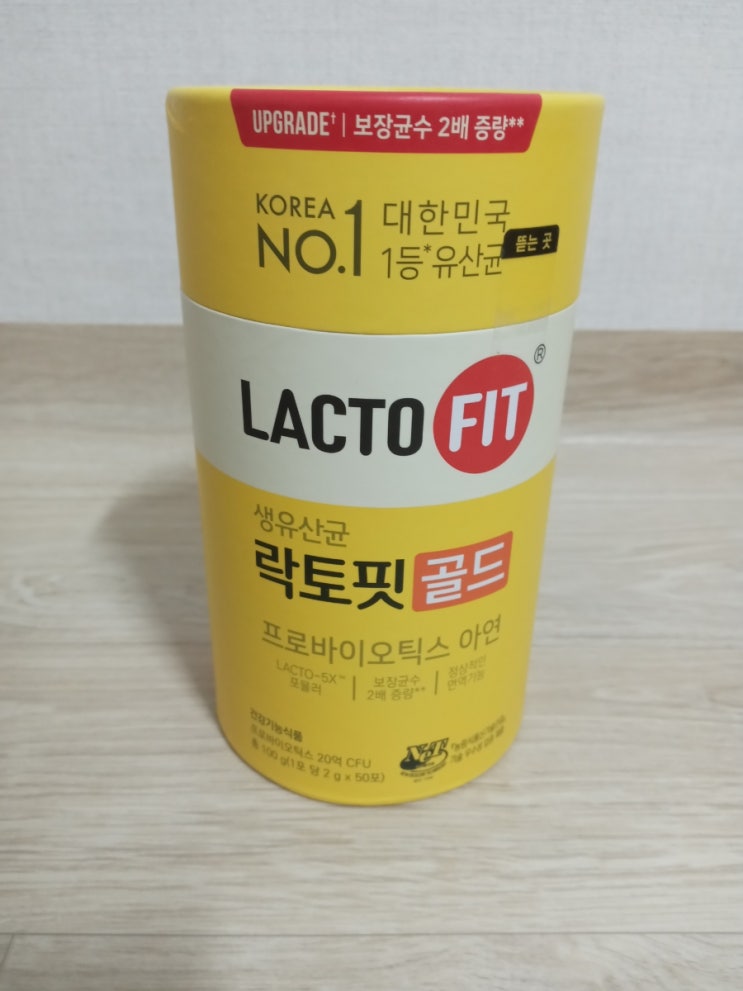 UPGRADE† | 보장균수 2배 증량**
KOREA
NO.1
대한민국
1등*유산균
뜯는 곳
LACTO FIT®
생유산균
락토핏 골드
프로바이오틱스 아연
LACTO-5X™
포뮬러
보장균수
2배 증량**
정상적인
면역기능
건강기능식품
프로바이오틱스 20억 CFU
총 100 g(1포 당 2 g x 50포)
NeT